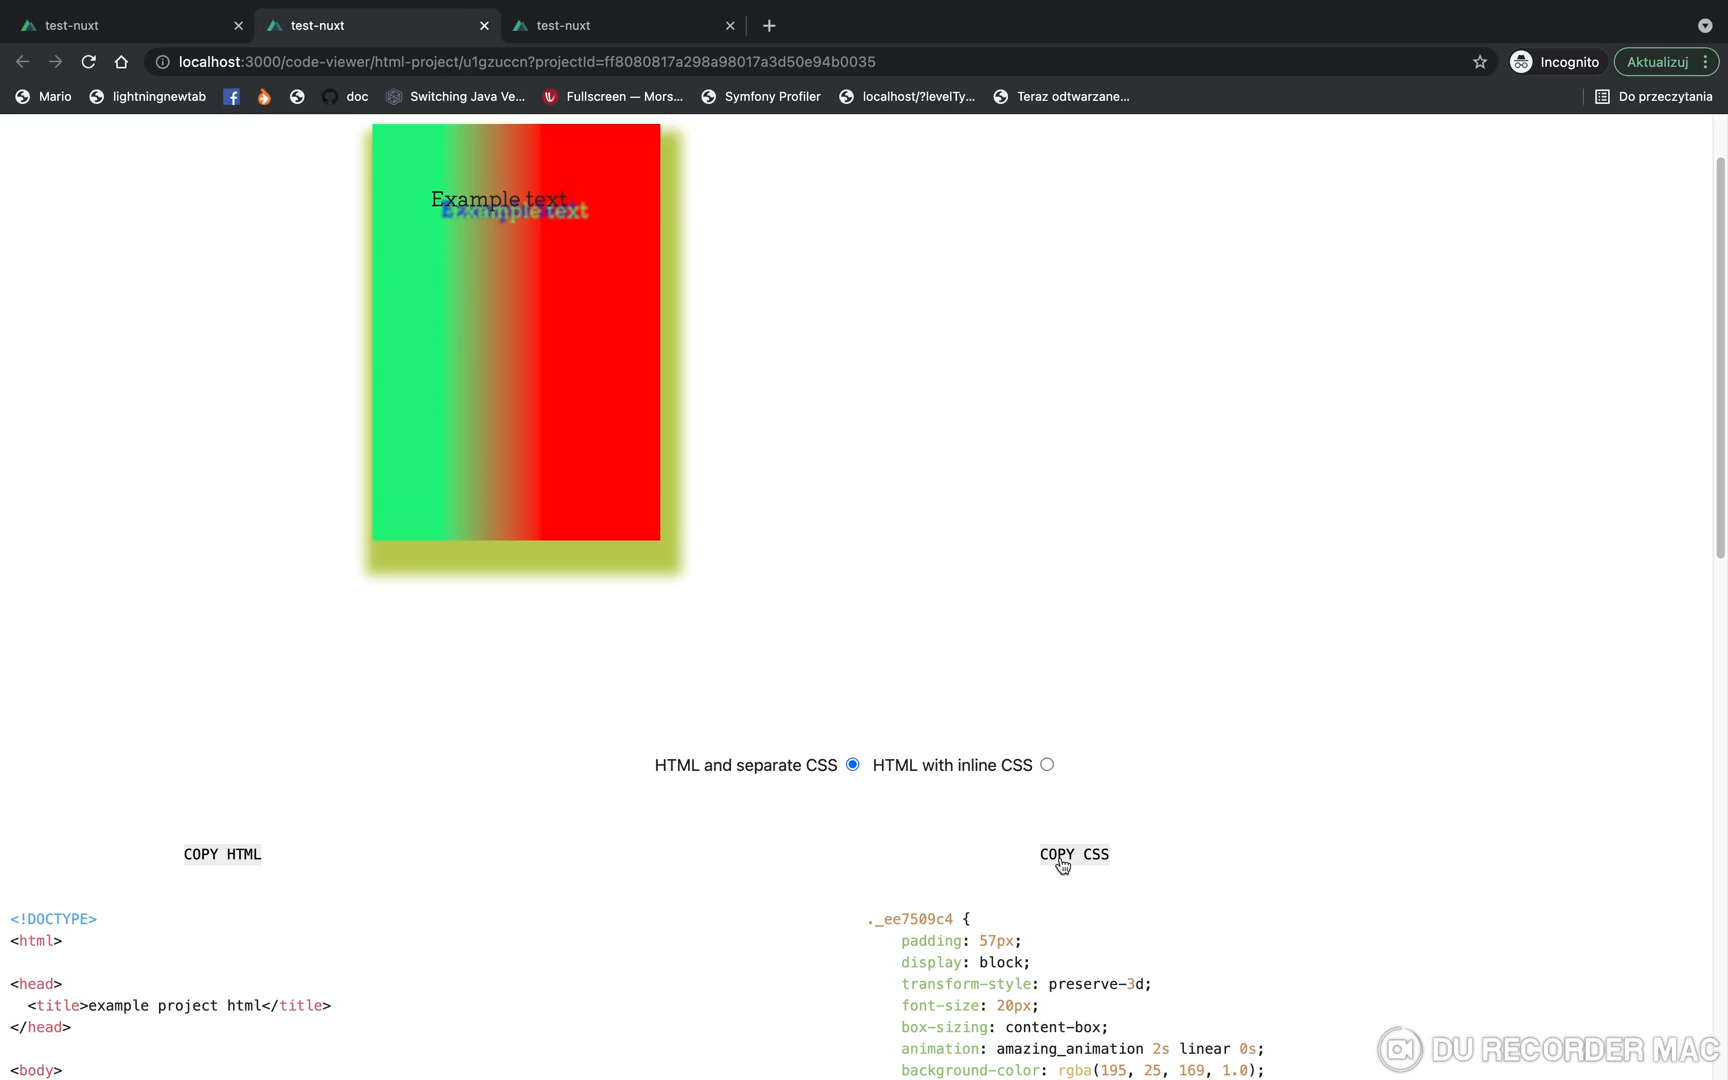 test-nuxt
test-nuxt
test-nuxt
localhost:3000/code-viewer/html-project/u1gzuccn?projectId=ff8080817a298a98017a3d50e94b0035
Incognito
Aktualizuj
Mario
lightningnewtab
doc
Switching Java Ve...
Fullscreen — Mors...
Symfony Profiler
localhost/?levelTy...
Teraz odtwarzane...
Do przeczytania
Example text
Example text
HTML and separate CSS
HTML with inline CSS
COPY HTML
COPY CSS
<!DOCTYPE>
<html>
<head>
<title>example project html</title>
</head>
<body>
._ee7509c4 {
padding: 57px;
display: block;
transform-style: preserve-3d;
font-size: 20px;
box-sizing: content-box;
animation: amazing_animation 2s linear 0s;
background-color: rgba(195, 25, 169, 1.0);
DU RECORDER MAC